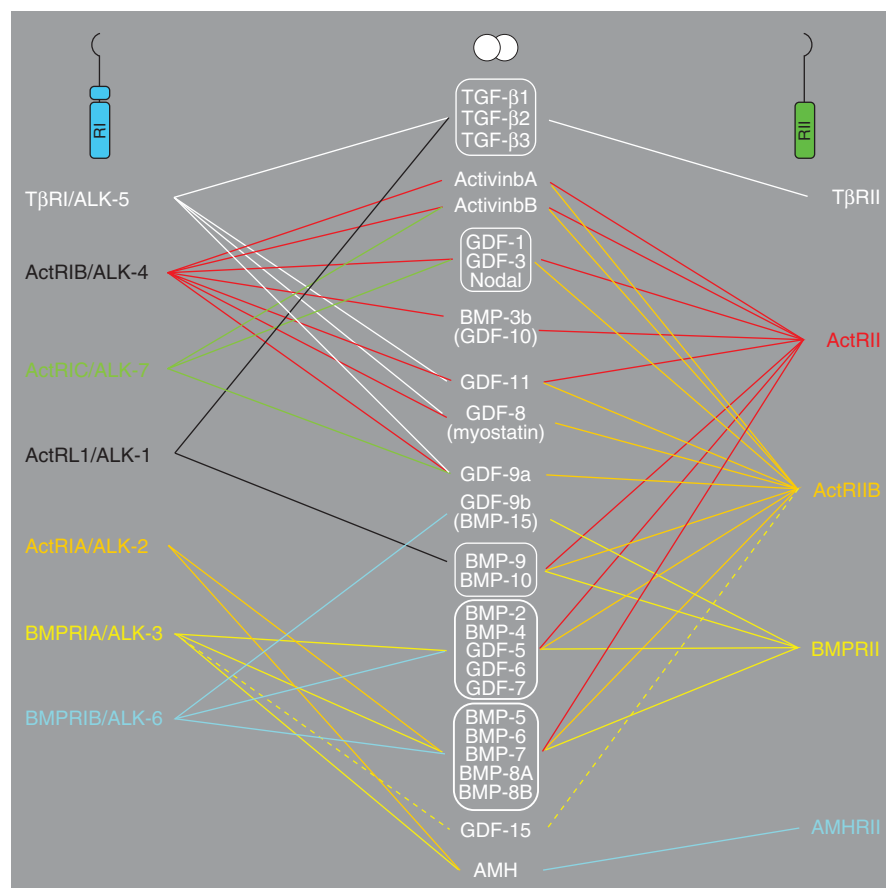 RI
RII
TGF-β1
TGF-β2
TGF-β3
TβRI/ALK-5
ActRIB/ALK-4
ActRIC/ALK-7
ActRL1/ALK-1
ActRIA/ALK-2
BMPRIA/ALK-3
BMPRIB/ALK-6
ActivinbA
ActivinbB
GDF-1
GDF-3
Nodal
BMP-3b
(GDF-10)
GDF-11
GDF-8
(myostatin)
GDF-9a
GDF-9b
(BMP-15)
BMP-9
BMP-10
BMP-2
BMP-4
GDF-5
GDF-6
GDF-7
BMP-5
BMP-6
BMP-7
BMP-8A
BMP-8B
GDF-15
AMH
TβRII
ActRII
ActRIIB
BMPRII
AMHRII